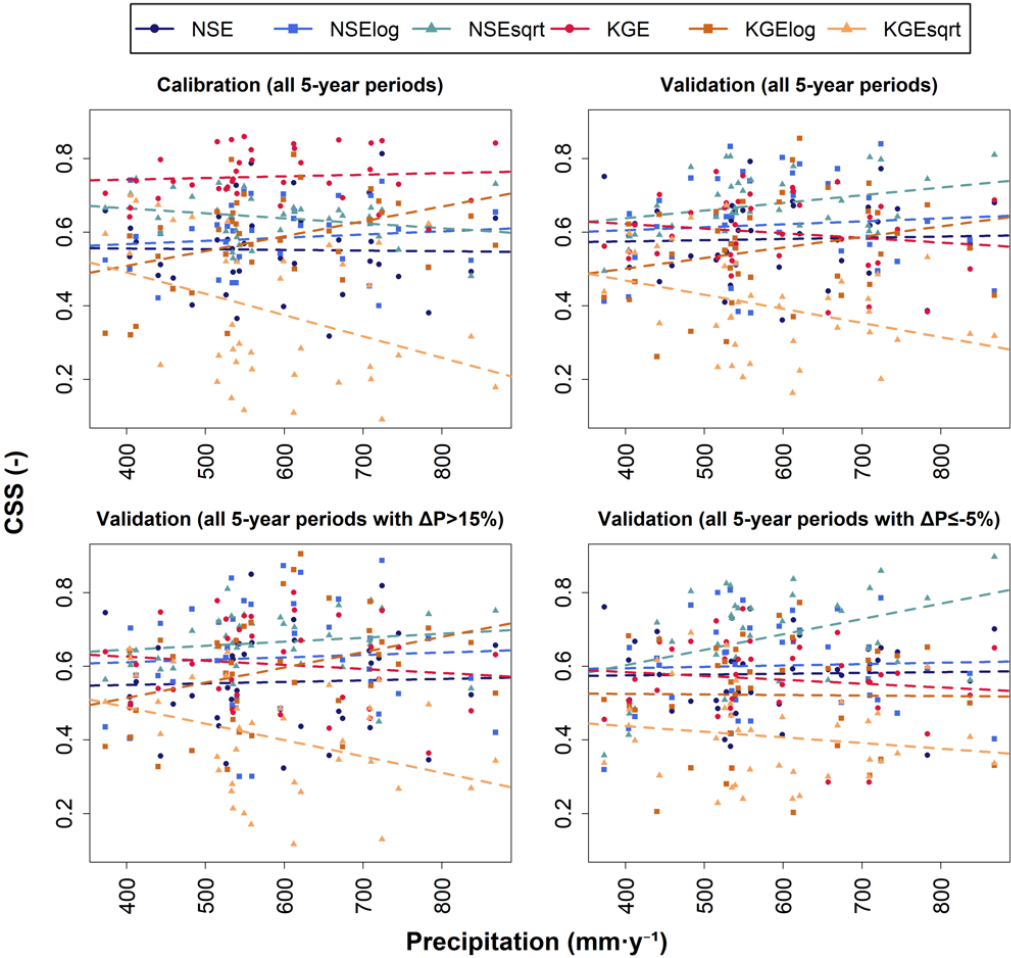 NSE NSElog NSEsqrt KGE KGElog KGEsqrt
Calibration (all 5-year periods)
Validation (all 5-year periods)
0.8
0.6
0.4
0.2
400 500 600 700 800
400 500 600 700 800
CSS (-)
Validation (all 5-year periods with ΔP>15%)
Validation (all 5-year periods with ΔP≤-5%)
0.8
0.6
0.4
0.2
400 500 600 700 800
400 500 600 700 800
0.8
0.6
0.4
0.2
0.8
0.6
0.4
0.2
Precipitation (mm·y⁻¹)